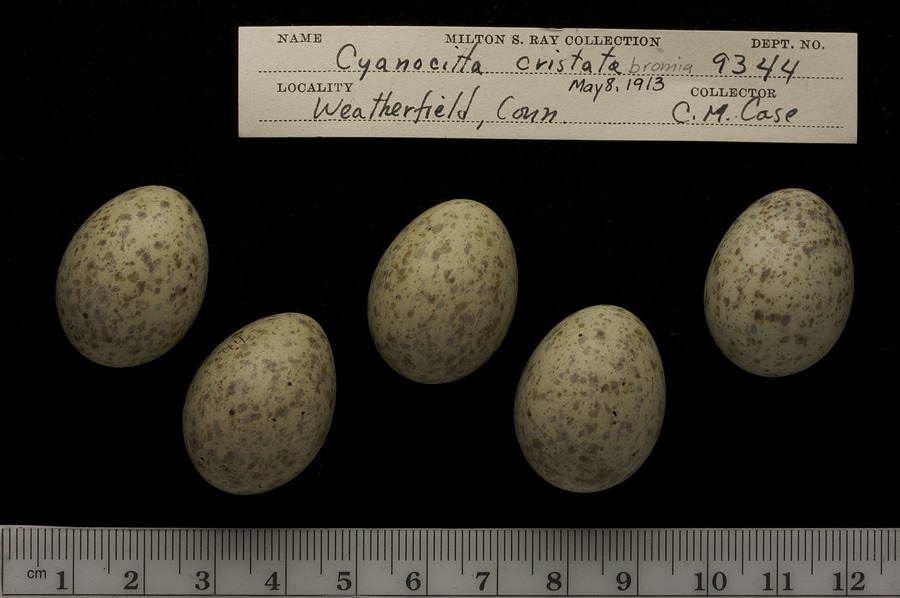 NAME MILTON S. RAY COLLECTION DEPT. NO.
Cyanocitta cristata bromia 9344
LOCALITY May 8, 1913 COLLECTOR
Weatherfield, Conn. C. M. Case
cm 1 2 3 4 5 6 7 8 9 10 11 12